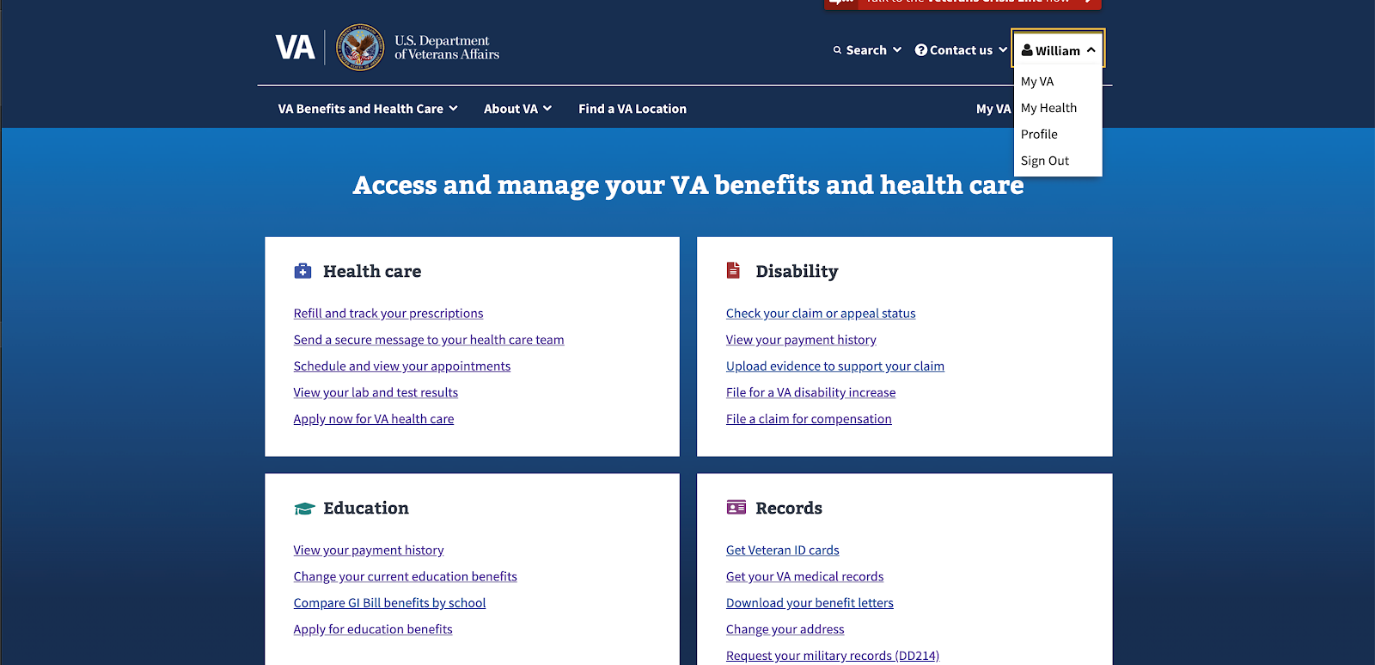 Talk to the Veterans Crisis Line now
VA
U.S. Department
of Veterans Affairs
Search
Contact us
William
My VA
My Health
Profile
Sign Out
VA Benefits and Health Care
About VA
Find a VA Location
My VA
Access and manage your VA benefits and health care
Health care
Refill and track your prescriptions
Send a secure message to your health care team
Schedule and view your appointments
View your lab and test results
Apply now for VA health care
Disability
Check your claim or appeal status
View your payment history
Upload evidence to support your claim
File for a VA disability increase
File a claim for compensation
Education
View your payment history
Change your current education benefits
Compare GI Bill benefits by school
Apply for education benefits
Records
Get Veteran ID cards
Get your VA medical records
Download your benefit letters
Change your address
Request your military records (DD214)